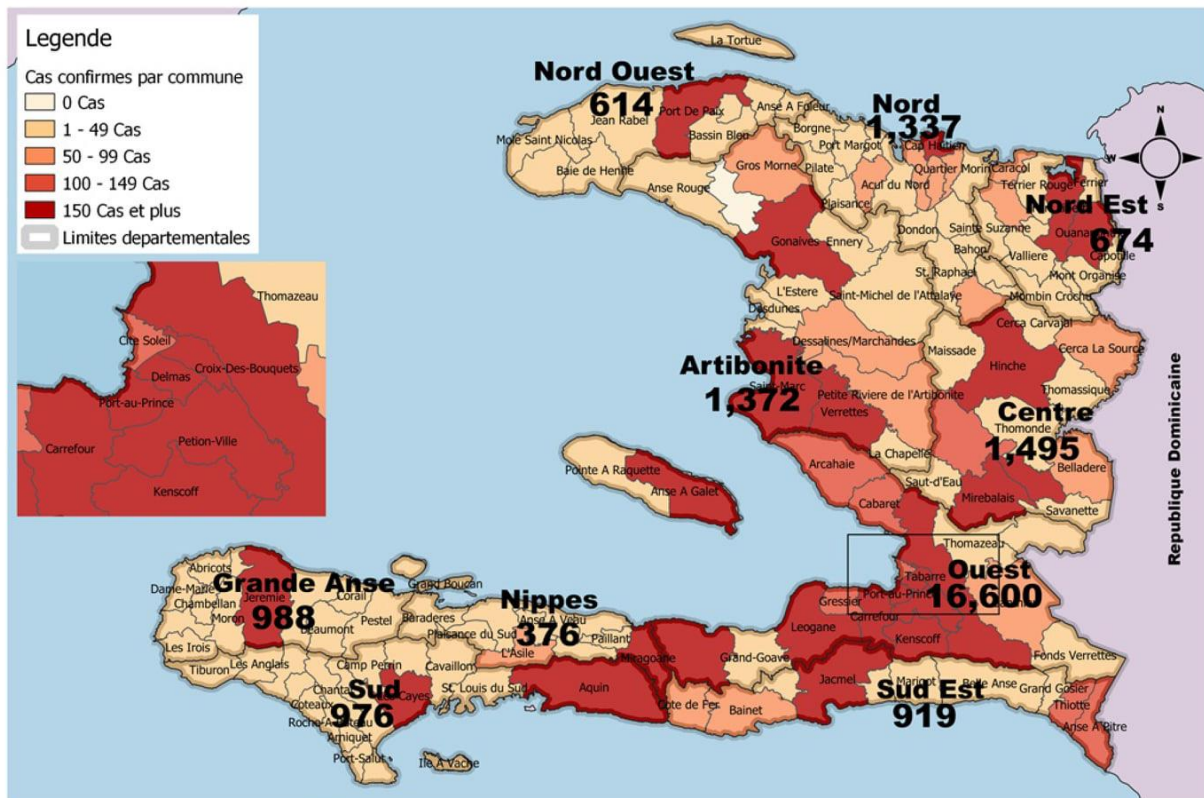 Legende
Cas confirmes par commune
0 Cas
1 - 49 Cas
50 - 99 Cas
100 - 149 Cas
150 Cas et plus
Limites departementales
Thomazeau
Cite Soleil
Croix-Des-Bouquets
Delmas
Port-au-Prince
Carrefour
Petion-Ville
Kenscoff
La Tortue
Nord Ouest
614
Port De Paix
Jean Rabel
Anse A Foleur
Mole Saint Nicolas
Bassin Bleu
Borgne
Baie de Henne
Port Margot
Nord
1,337
Cap Haitien
Quartier Morin
Caracol
Ferrier
Terrier Rouge
Gros Morne
Pilate
Acul du Nord
Anse Rouge
Plaisance
Nord Est
674
Capotille
Sainte Suzanne
Dondon
Gonaives
Ennery
Bahon
Valliere
Mont Organise
St. Raphael
L'Estere
Saint-Michel de l'Attalaye
Mombin Crochu
Desdunes
Cerca Carvajal
Dessalines/Marchandes
Maissade
Cerca La Source
Hinche
Artibonite
1,372
Saint-Marc
Petite Riviere de l'Artibonite
Verrettes
Thomassique
Centre
1,495
Thomonde
La Chapelle
Belladere
Arcahaie
Saut-d'Eau
Mirebalais
Savanette
Cabaret
Pointe A Raquette
Anse A Galet
Republique Dominicaine
Thomazeau
Tabarre
Ouest
16,600
Port-au-Prince
Gressier
Carrefour
Leogane
Kenscoff
Fonds Verrettes
Abricots
Dame-Marie
Grande Anse
988
Jeremie
Corail
Grand Boucan
Chambellan
Moron
Pestel
Baraderes
Beaumont
Les Irois
Nippes
376
Anse A Veau
Plaisance du Sud
Paillant
L'Asile
Miragoane
Grand-Goave
Tiburon
Les Anglais
Camp Perrin
Cavaillon
Sud
976
St. Louis du Sud
Aquin
Coteaux
Port-Salut
Ile A Vache
Cote de Fer
Bainet
Jacmel
Marigot
Belle Anse
Sud Est
919
Grand Gosier
Thiotte
Anse A Pitre
N
W
S